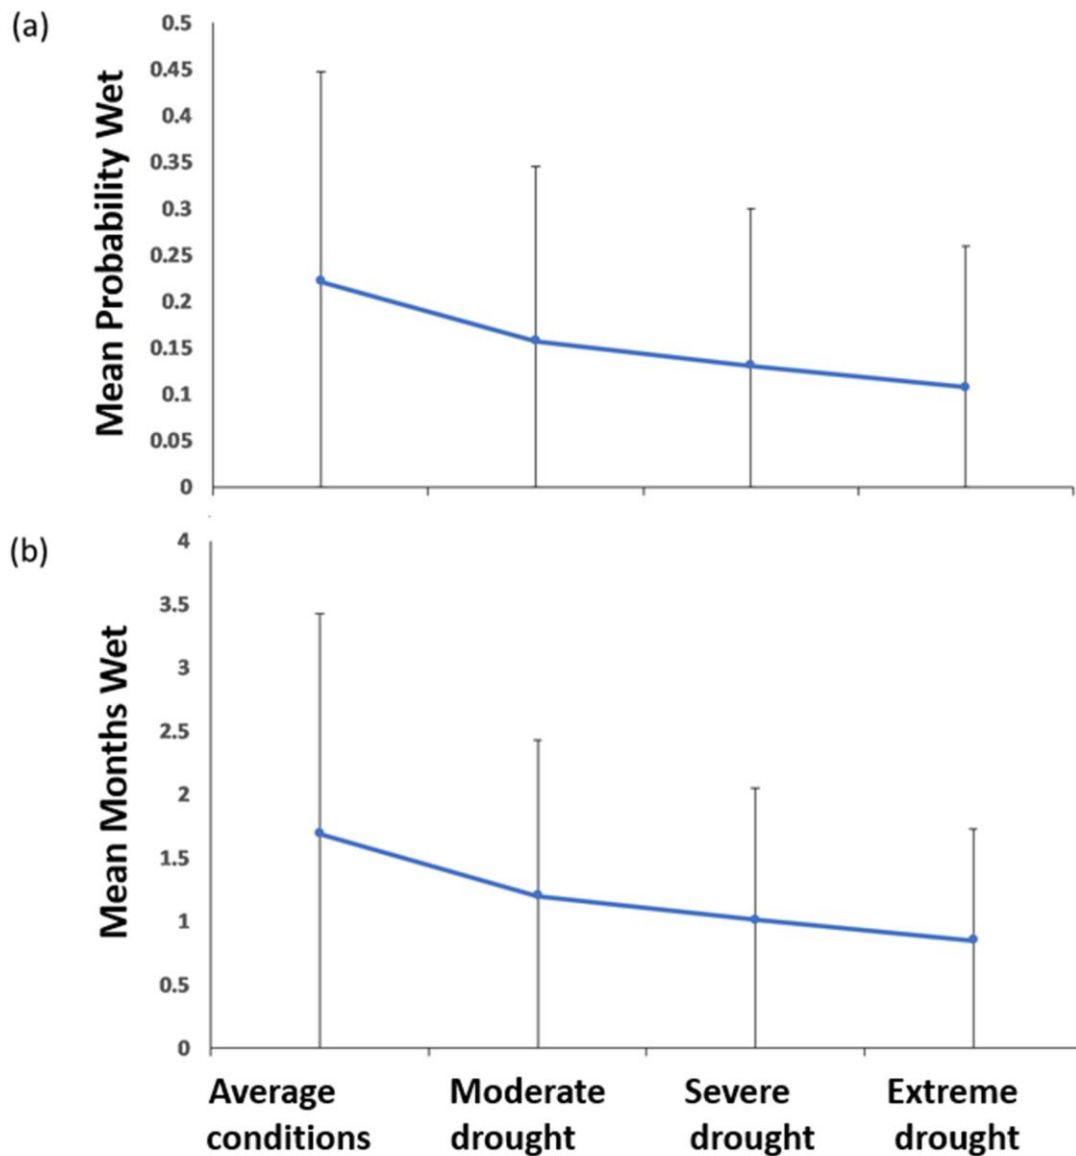 (a)
Mean Probability Wet
0.5
0.45
0.4
0.35
0.3
0.25
0.2
0.15
0.1
0.05
0
(b)
Mean Months Wet
4
3.5
3
2.5
2
1.5
1
0.5
0
Average conditions
Moderate drought
Severe drought
Extreme drought